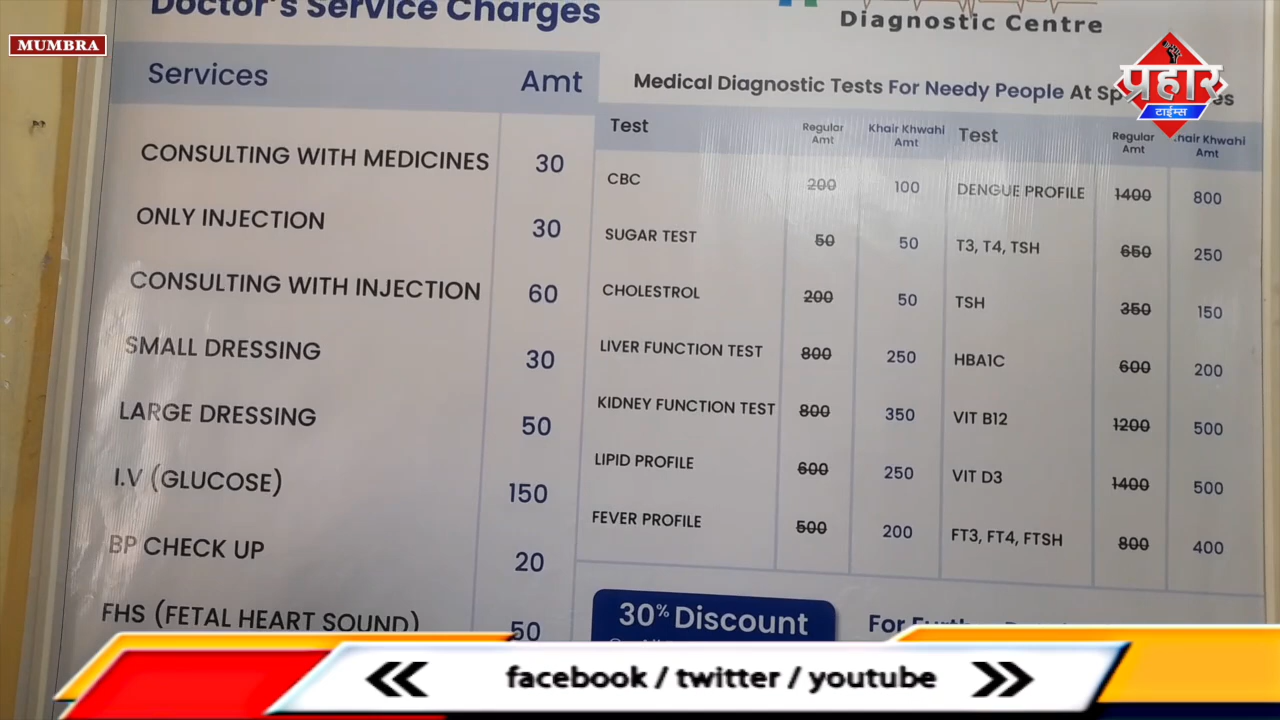 MUMBRA
Doctor's Service Charges
Services Amt
CONSULTING WITH MEDICINES 30
ONLY INJECTION 30
CONSULTING WITH INJECTION 60
SMALL DRESSING 30
LARGE DRESSING 50
I.V (GLUCOSE) 150
BP CHECK UP 20
FHS (FETAL HEART SOUND) 50
Diagnostic Centre
प्रहार
टाईम्स
Medical Diagnostic Tests For Needy People At
Test Regular Amt Khair Khwahi Amt Test Regular Amt Khwahi Amt
CBC 200 100 DENGUE PROFILE 1400 800
SUGAR TEST 50 50 T3, T4, TSH 650 250
CHOLESTROL 200 50 TSH 350 150
LIVER FUNCTION TEST 800 250 HBA1C 600 200
KIDNEY FUNCTION TEST 800 350 VIT B12 1200 500
LIPID PROFILE 600 250 VIT D3 1400 500
FEVER PROFILE 500 200 FT3, FT4, FTSH 800 400
30% Discount
For
facebook / twitter / youtube